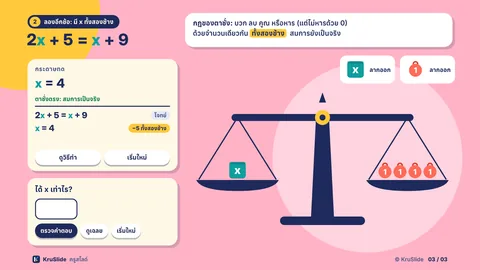 2 ลองอีกข้อ: มี x ทั้งสองข้าง
2x + 5 = x + 9
กฎของตาชั่ง: บวก ลบ คูณ หรือหาร (แต่ไม่หารด้วย 0)
ด้วยจำนวนเดียวกัน ทั้งสองข้าง สมการยังเป็นจริง
x ลากออก
1 ลากออก
กระดาษทด
x = 4
ตาชั่งตรง: สมการเป็นจริง
2x + 5 = x + 9 โจทย์
x = 4 −5 ทั้งสองข้าง
ดูวิธีทำ เริ่มใหม่
x
1 1 1 1
ได้ x เท่าไร?
ตรวจคำตอบ ดูเฉลย เริ่มใหม่
K KruSlide ครูสไลด์
© KruSlide 03 / 03